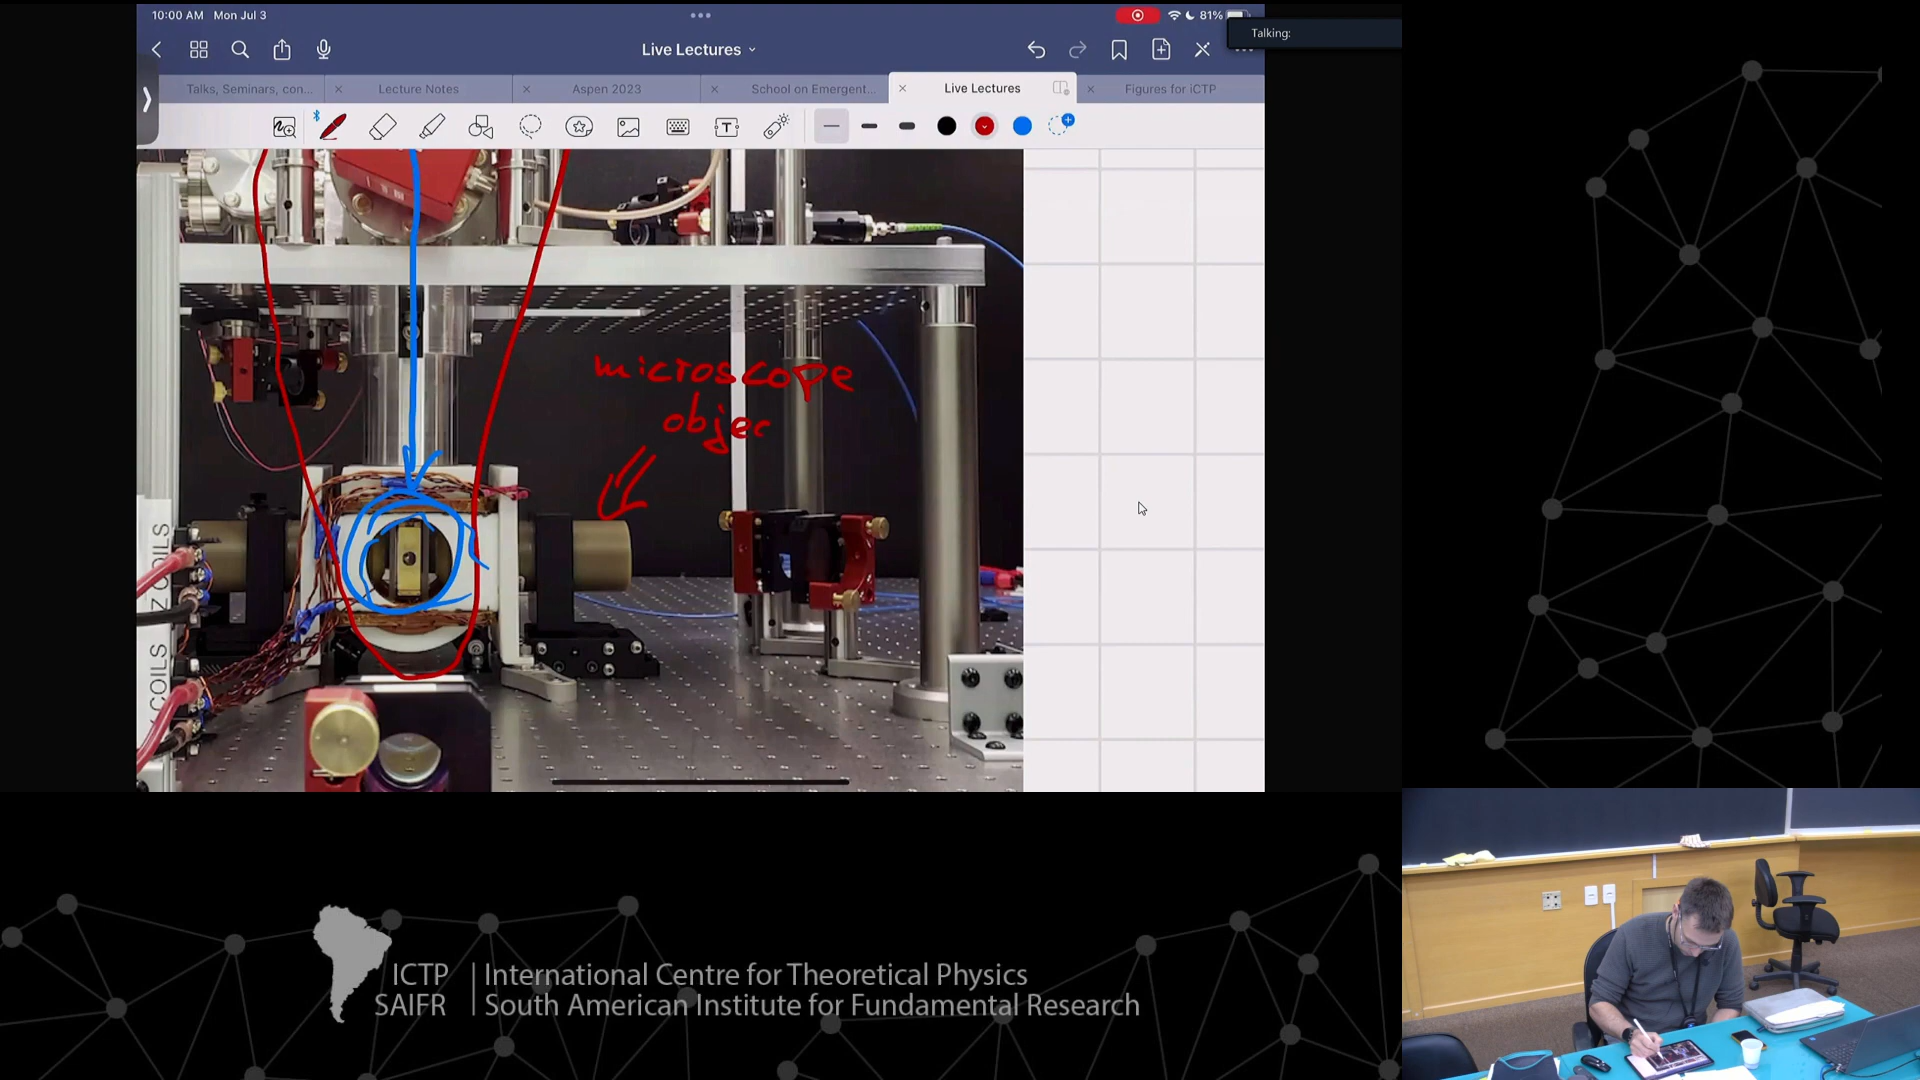 10:00 AM Mon Jul 3
81%
Talking:
Live Lectures
Talks, Seminars, con...
Lecture Notes
Aspen 2023
School on Emergent...
Live Lectures
Figures for iCTP
microscope
objec
Z COILS
COILS
ICTP
SAIFR
International Centre for Theoretical Physics
South American Institute for Fundamental Research